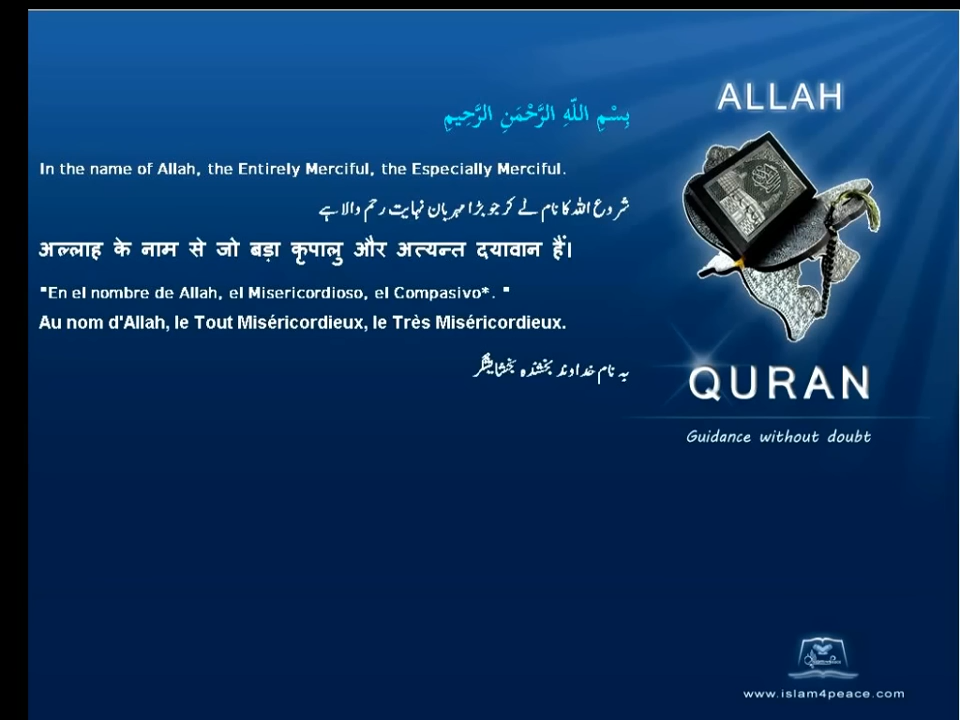 بِسْمِ اللَّهِ الرَّحْمَنِ الرَّحِيمِ
In the name of Allah, the Entirely Merciful, the Especially Merciful.
شروع الله کا نام لے کر جو بڑا مہربان نہایت رحم والا ہے
अल्लाह के नाम से जो बड़ा कृपालु और अत्यन्त दयावान हैं।
"En el nombre de Allah, el Misericordioso, el Compasivo*. "
Au nom d'Allah, le Tout Miséricordieux, le Très Miséricordieux.
به نام خداوند بخشنده بخشایشگر
ALLAH
QURAN
Guidance without doubt
www.islam4peace.com